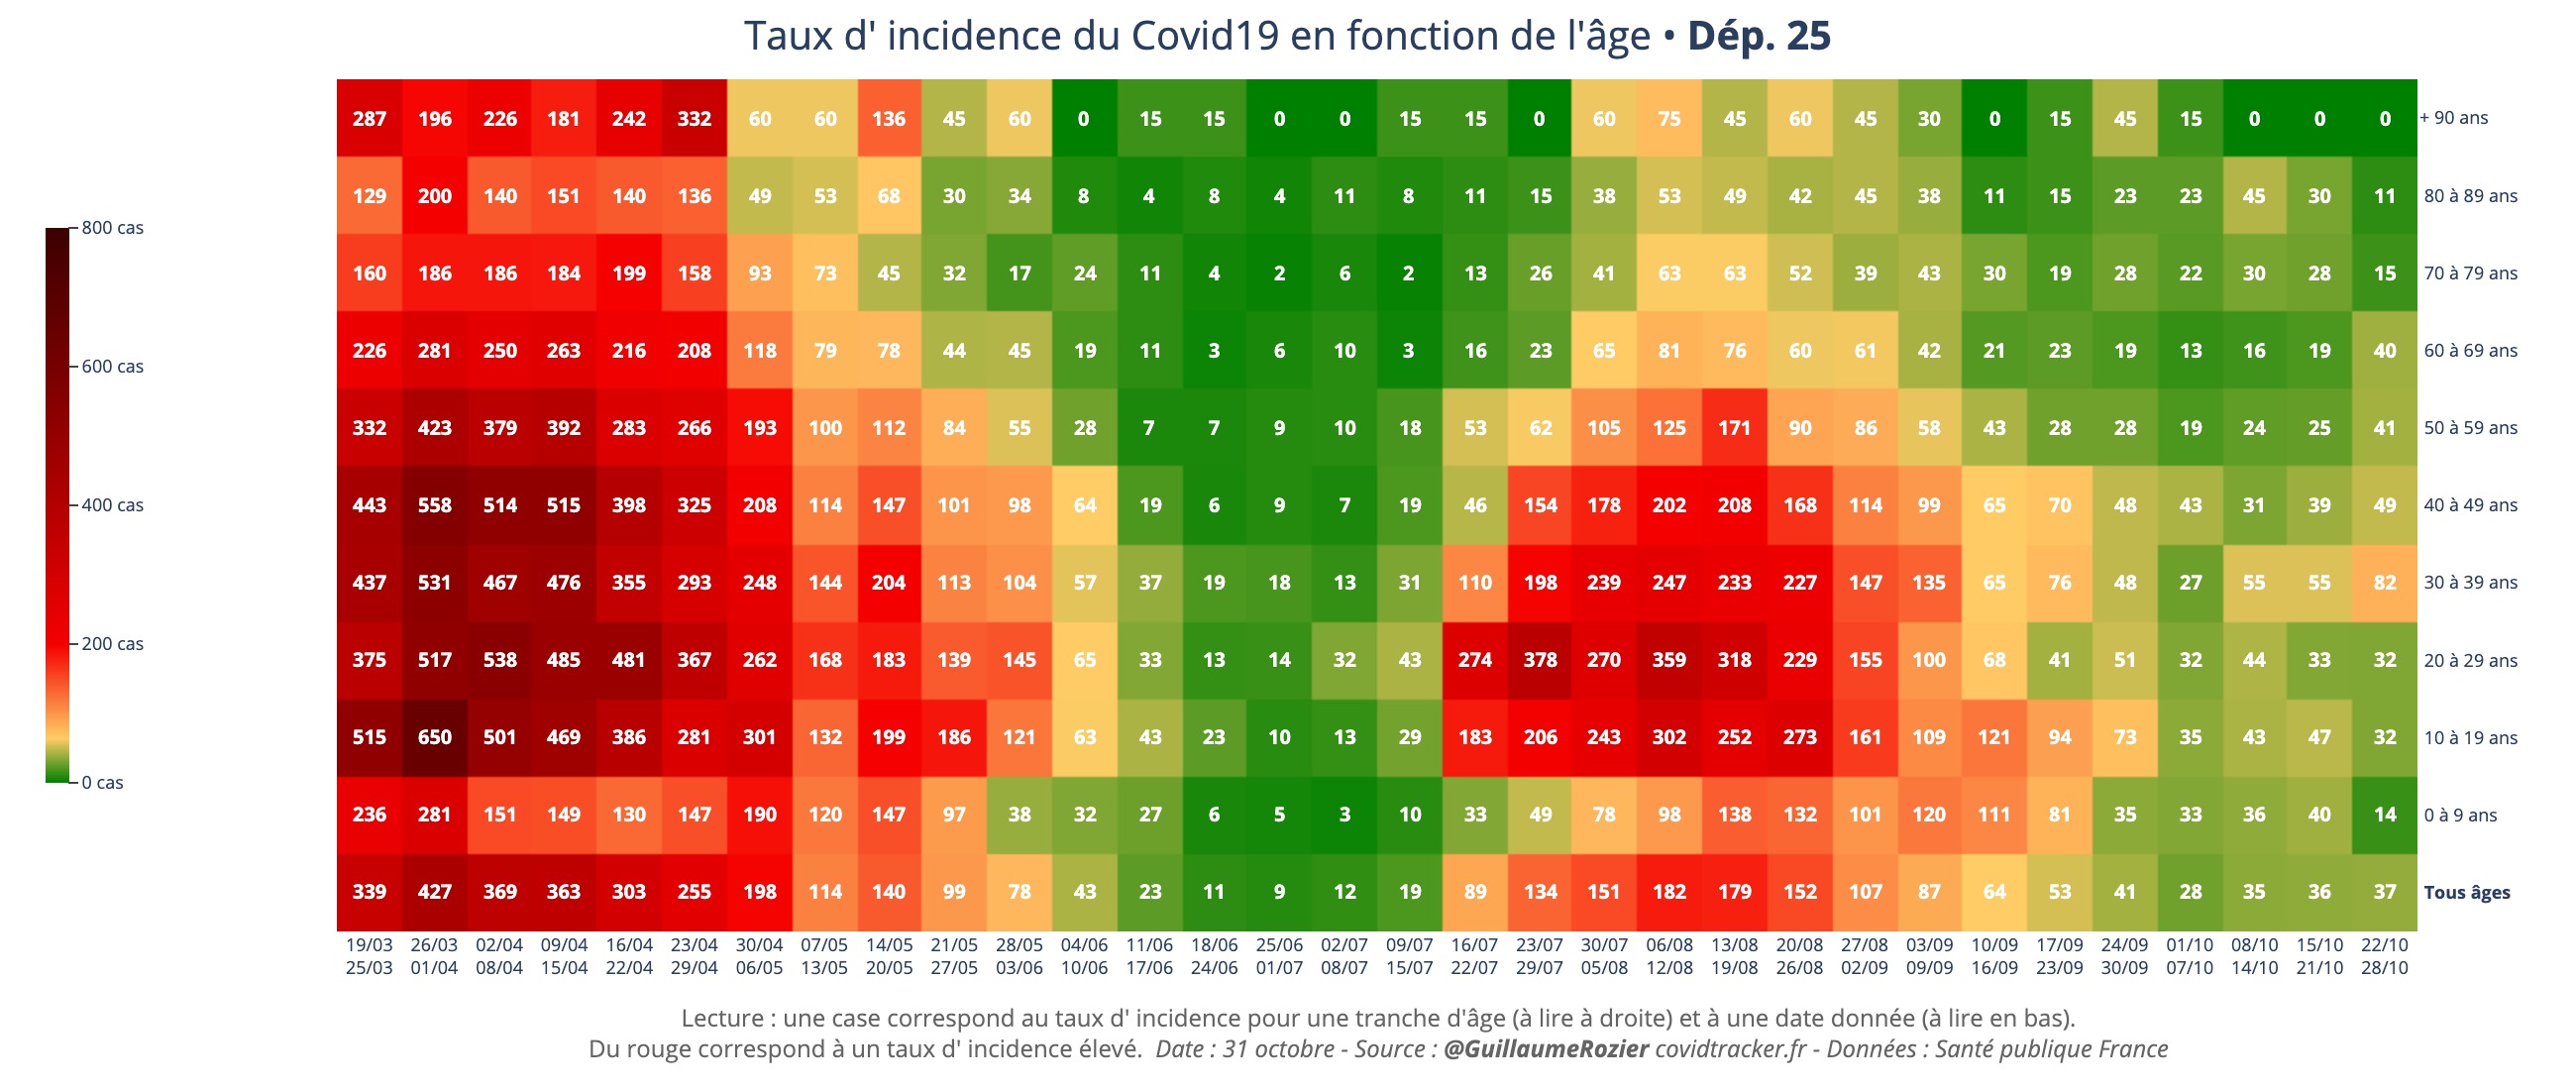 Taux d' incidence du Covid19 en fonction de l'âge • Dép. 25
800 cas
600 cas
400 cas
200 cas
0 cas
287 196 226 181 242 332 60 60 136 45 60 0 15 15 0 0 15 15 0 60 75 45 60 45 30 0 15 45 15 0 0 0 + 90 ans
129 200 140 151 140 136 49 53 68 30 34 8 4 8 4 11 8 11 15 38 53 49 42 45 38 11 15 23 23 45 30 11 80 à 89 ans
160 186 186 184 199 158 93 73 45 32 17 24 11 4 2 6 2 13 26 41 63 63 52 39 43 30 19 28 22 30 28 15 70 à 79 ans
226 281 250 263 216 208 118 79 78 44 45 19 11 3 6 10 3 16 23 65 81 76 60 61 42 21 23 19 13 16 19 40 60 à 69 ans
332 423 379 392 283 266 193 100 112 84 55 28 7 7 9 10 18 53 62 105 125 171 90 86 58 43 28 28 19 24 25 41 50 à 59 ans
443 558 514 515 398 325 208 114 147 101 98 64 19 6 9 7 19 46 154 178 202 208 168 114 99 65 70 48 43 31 39 49 40 à 49 ans
437 531 467 476 355 293 248 144 204 113 104 57 37 19 18 13 31 110 198 239 247 233 227 147 135 65 76 48 27 55 55 82 30 à 39 ans
375 517 538 485 481 367 262 168 183 139 145 65 33 13 14 32 43 274 378 270 359 318 229 155 100 68 41 51 32 44 33 32 20 à 29 ans
515 650 501 469 386 281 301 132 199 186 121 63 43 23 10 13 29 183 206 243 302 252 273 161 109 121 94 73 35 43 47 32 10 à 19 ans
236 281 151 149 130 147 190 120 147 97 38 32 27 6 5 3 10 33 49 78 98 138 132 101 120 111 81 35 33 36 40 14 0 à 9 ans
339 427 369 363 303 255 198 114 140 99 78 43 23 11 9 12 19 89 134 151 182 179 152 107 87 64 53 41 28 35 36 37 Tous âges
19/03 26/03 02/04 09/04 16/04 23/04 30/04 07/05 14/05 21/05 28/05 04/06 11/06 18/06 25/06 02/07 09/07 16/07 23/07 30/07 06/08 13/08 20/08 27/08 03/09 10/09 17/09 24/09 01/10 08/10 15/10 22/10
25/03 01/04 08/04 15/04 22/04 29/04 06/05 13/05 20/05 27/05 03/06 10/06 17/06 24/06 01/07 08/07 15/07 22/07 29/07 05/08 12/08 19/08 26/08 02/09 09/09 16/09 23/09 30/09 07/10 14/10 21/10 28/10
Lecture : une case correspond au taux d' incidence pour une tranche d'âge (à lire à droite) et à une date donnée (à lire en bas).
Du rouge correspond à un taux d' incidence élevé. Date : 31 octobre - Source : @GuillaumeRozier covidtracker.fr - Données : Santé publique France